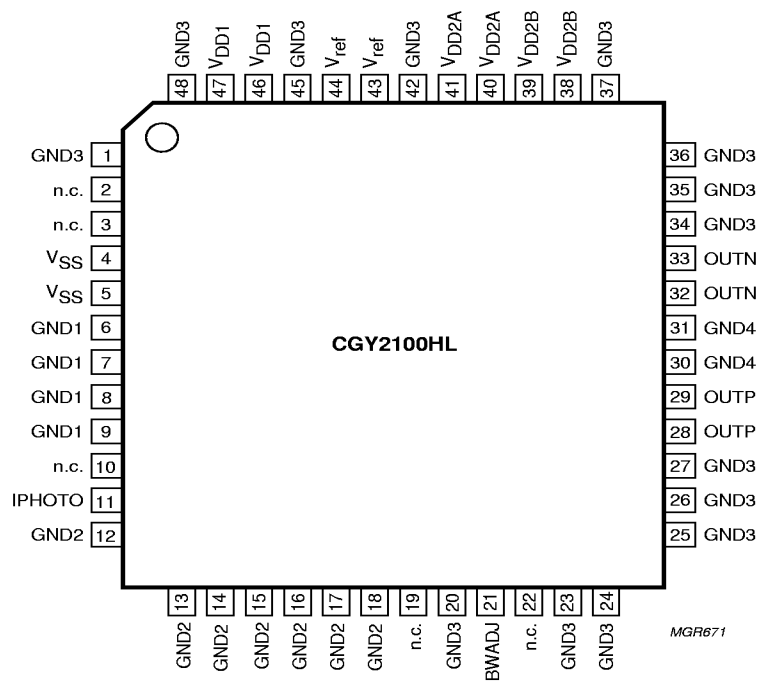 GND3 VDD1 VDD1 GND3 Vref Vref GND3 VDD2A VDD2A VDD2B VDD2B GND3
48 47 46 45 44 43 42 41 40 39 38 37
GND3 1
n.c. 2
n.c. 3
VSS 4
VSS 5
GND1 6
GND1 7
GND1 8
GND1 9
n.c. 10
IPHOTO 11
GND2 12
CGY2100HL
36 GND3
35 GND3
34 GND3
33 OUTN
32 OUTN
31 GND4
30 GND4
29 OUTP
28 OUTP
27 GND3
26 GND3
25 GND3
13 14 15 16 17 18 19 20 21 22 23 24
GND2 GND2 GND2 GND2 GND2 GND2 n.c. GND3 BWADJ n.c. GND3 GND3
MGR671